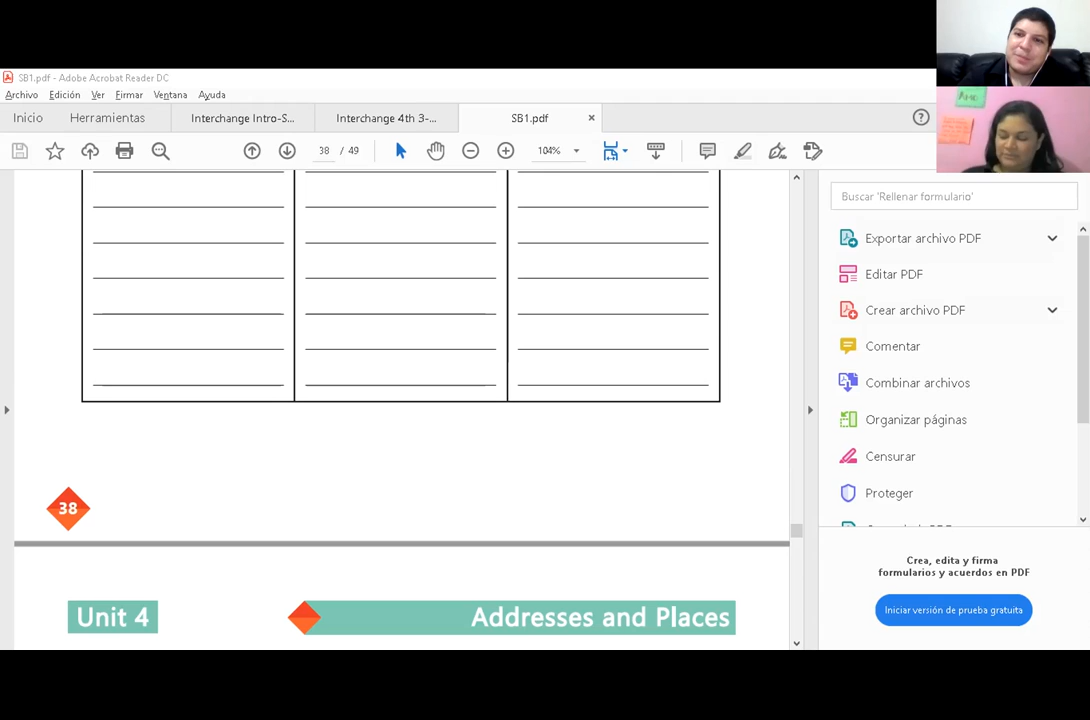 SB1.pdf - Adobe Acrobat Reader DC
Archivo Edición Ver Firmar Ventana Ayuda
Inicio Herramientas Interchange Intro-S... Interchange 4th 3-... SB1.pdf
38 / 49 104%
Buscar 'Rellenar formulario'
Exportar archivo PDF
Editar PDF
Crear archivo PDF
Comentar
Combinar archivos
Organizar páginas
Censurar
Proteger
38
Crea, edita y firma
formularios y acuerdos en PDF
Iniciar versión de prueba gratuita
Unit 4 Addresses and Places